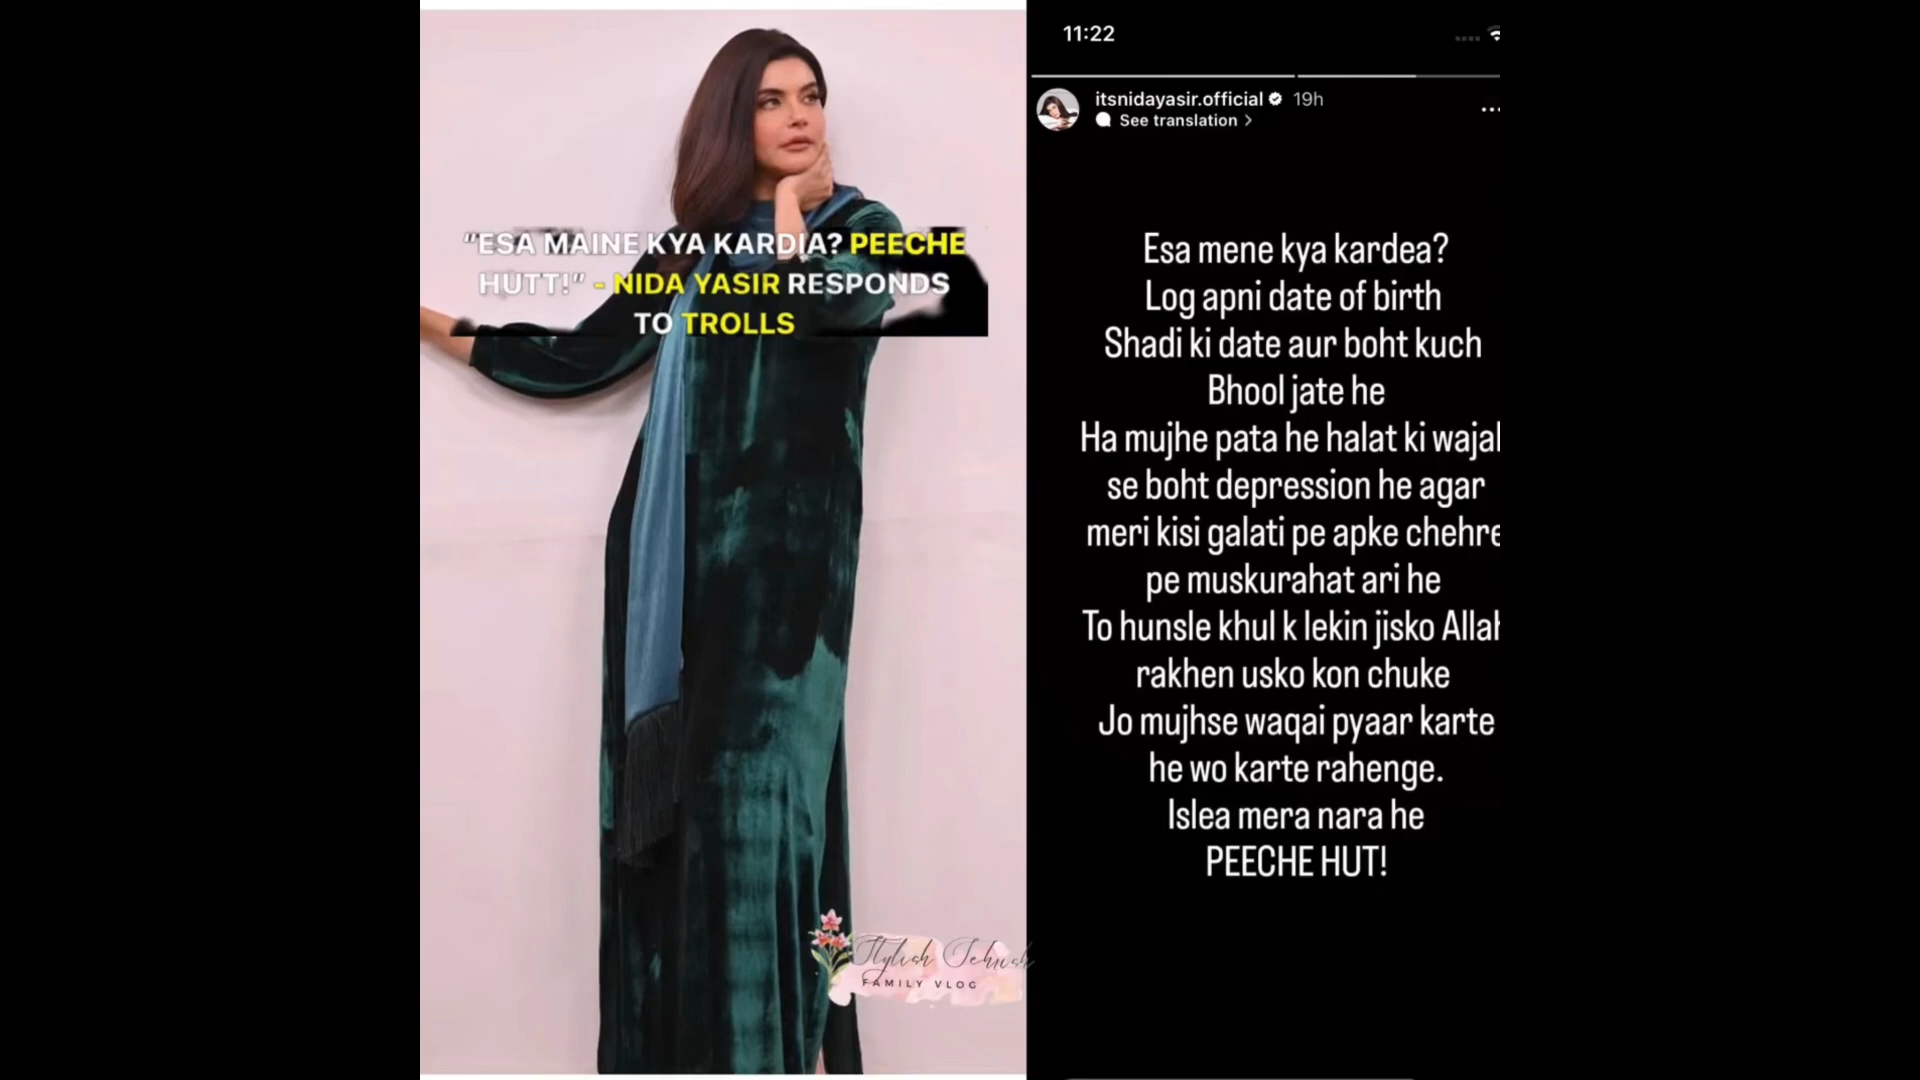 "ESA MAINE KYA KARDIA? PEECHE
HUTT!" - NIDA YASIR RESPONDS
TO TROLLS
Stylish Sehrish
FAMILY VLOG
11:22
itsnidayasir.official 19h
See translation >
Esa mene kya kardea?
Log apni date of birth
Shadi ki date aur boht kuch
Bhool jate he
Ha mujhe pata he halat ki wajah
se boht depression he agar
meri kisi galati pe apke chehre
pe muskurahat ari he
To hunsle khul k lekin jisko Allah
rakhen usko kon chuke
Jo mujhse waqai pyaar karte
he wo karte rahenge.
Islea mera nara he
PEECHE HUT!